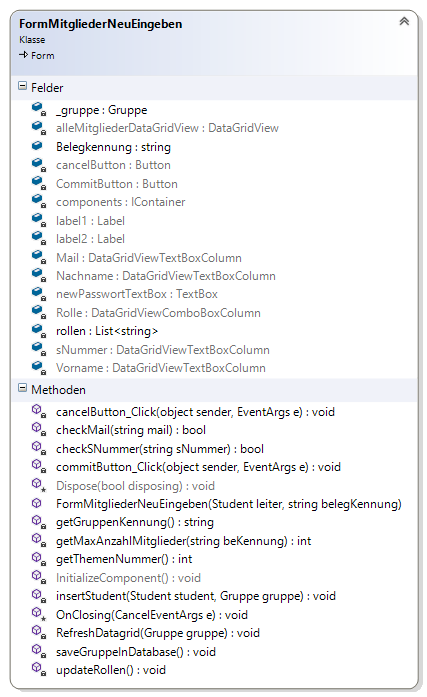 FormMitgliederNeuEingeben
Klasse
Form
Felder
_gruppe : Gruppe
alleMitgliederDataGridView : DataGridView
Belegkennung : string
cancelButton : Button
CommitButton : Button
components : IContainer
label1 : Label
label2 : Label
Mail : DataGridViewTextBoxColumn
Nachname : DataGridViewTextBoxColumn
newPasswortTextBox : TextBox
Rolle : DataGridViewComboBoxColumn
rollen : List<string>
sNummer : DataGridViewTextBoxColumn
Vorname : DataGridViewTextBoxColumn
Methoden
cancelButton_Click(object sender, EventArgs e) : void
checkMail(string mail) : bool
checkSNummer(string sNummer) : bool
commitButton_Click(object sender, EventArgs e) : void
Dispose(bool disposing) : void
FormMitgliederNeuEingeben(Student leiter, string belegKennung)
getGruppenKennung() : string
getMaxAnzahlMitglieder(string beKennung) : int
getThemenNummer() : int
InitializeComponent() : void
insertStudent(Student student, Gruppe gruppe) : void
OnClosing(CancelEventArgs e) : void
RefreshDatagrid(Gruppe gruppe) : void
saveGruppeInDatabase() : void
updateRollen() : void